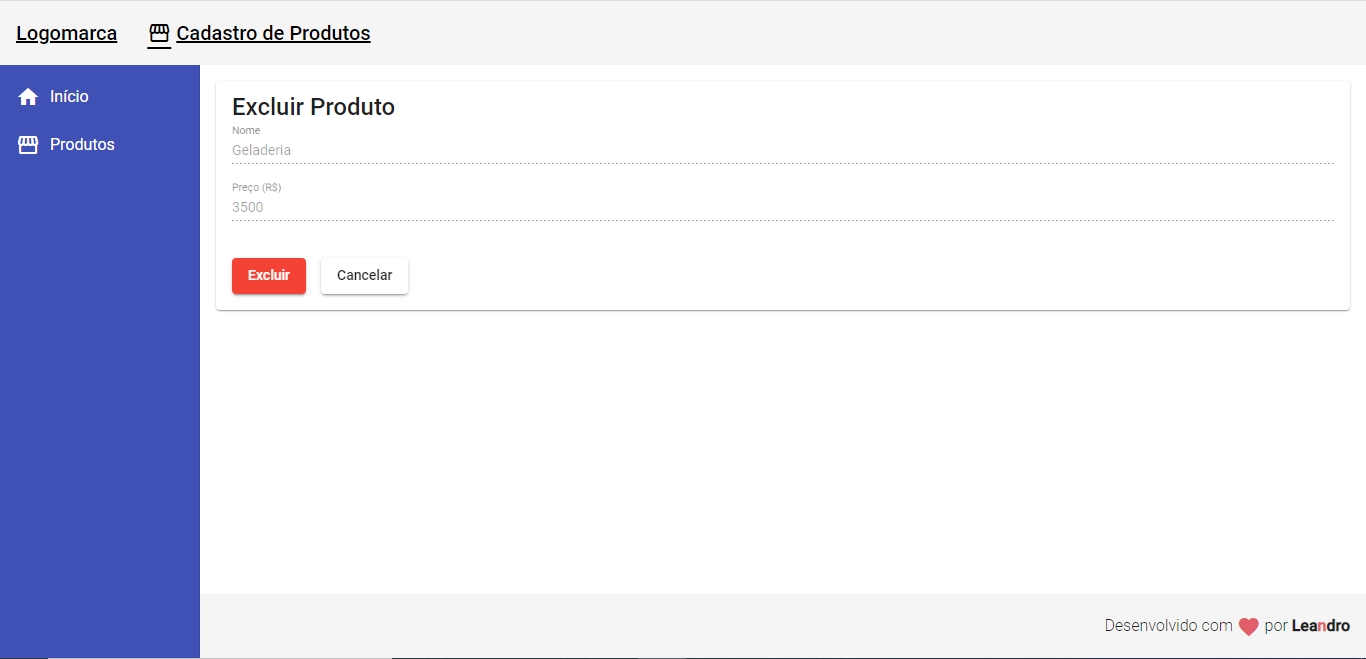 Logomarca Cadastro de Produtos
Início
Produtos
Excluir Produto
Nome
Geladeria
Preço (R$)
3500
Excluir Cancelar
Desenvolvido com por Leandro